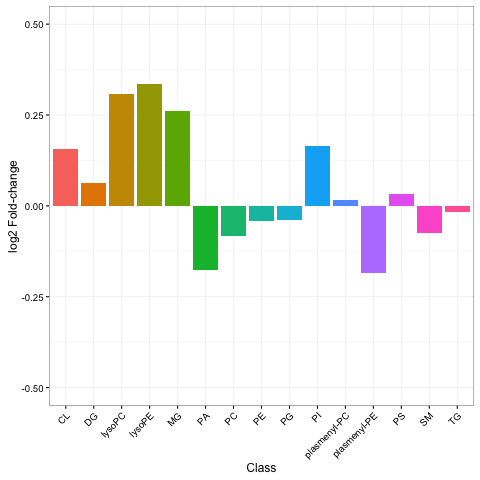 0.50
0.25
0.00
-0.25
-0.50
log2 Fold-change
CL
DG
lysoPC
lysoPE
MG
PA
PC
PE
PG
PI
plasmenyl-PC
plasmenyl-PE
PS
SM
TG
Class